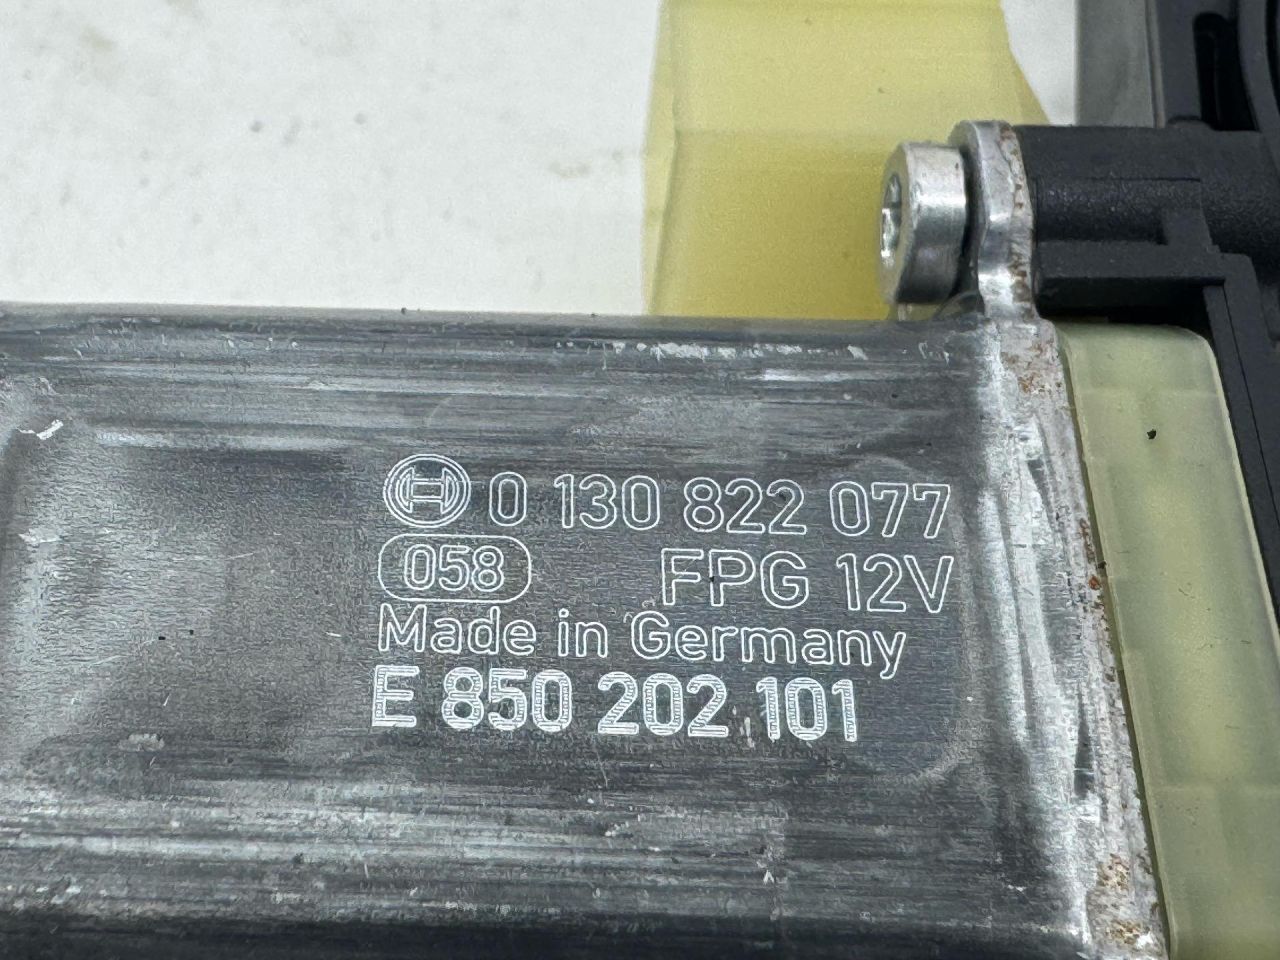 0 130 822 077
058 FPG 12V
Made in Germany
E 850 202 101